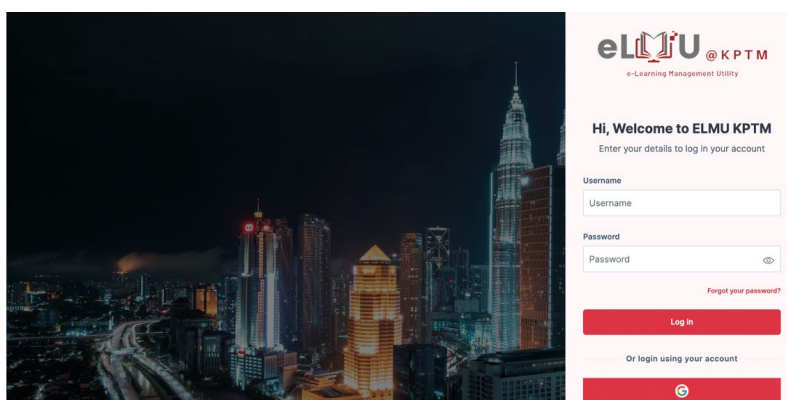 eLMU @KPTM
e-Learning Management Utility
Hi, Welcome to ELMU KPTM
Enter your details to log in your account
Username
Username
Password
Password
Forgot your password?
Log in
Or login using your account
G